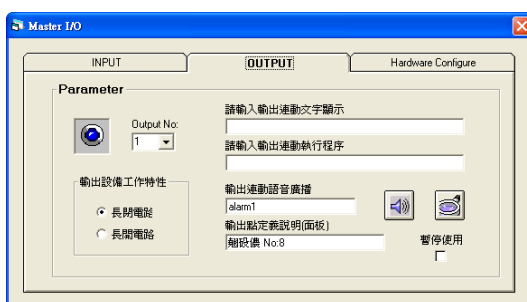 Master I/O
INPUT
OUTPUT
Hardware Configure
Parameter
Output No:
1
請輸入輸出連動文字顯示
請輸入輸出連動執行程序
輸出設備工作特性
長閉電路
長開電路
輸出連動語音廣播
alarm1
輸出點定義說明(面板)
No:8
暫停使用